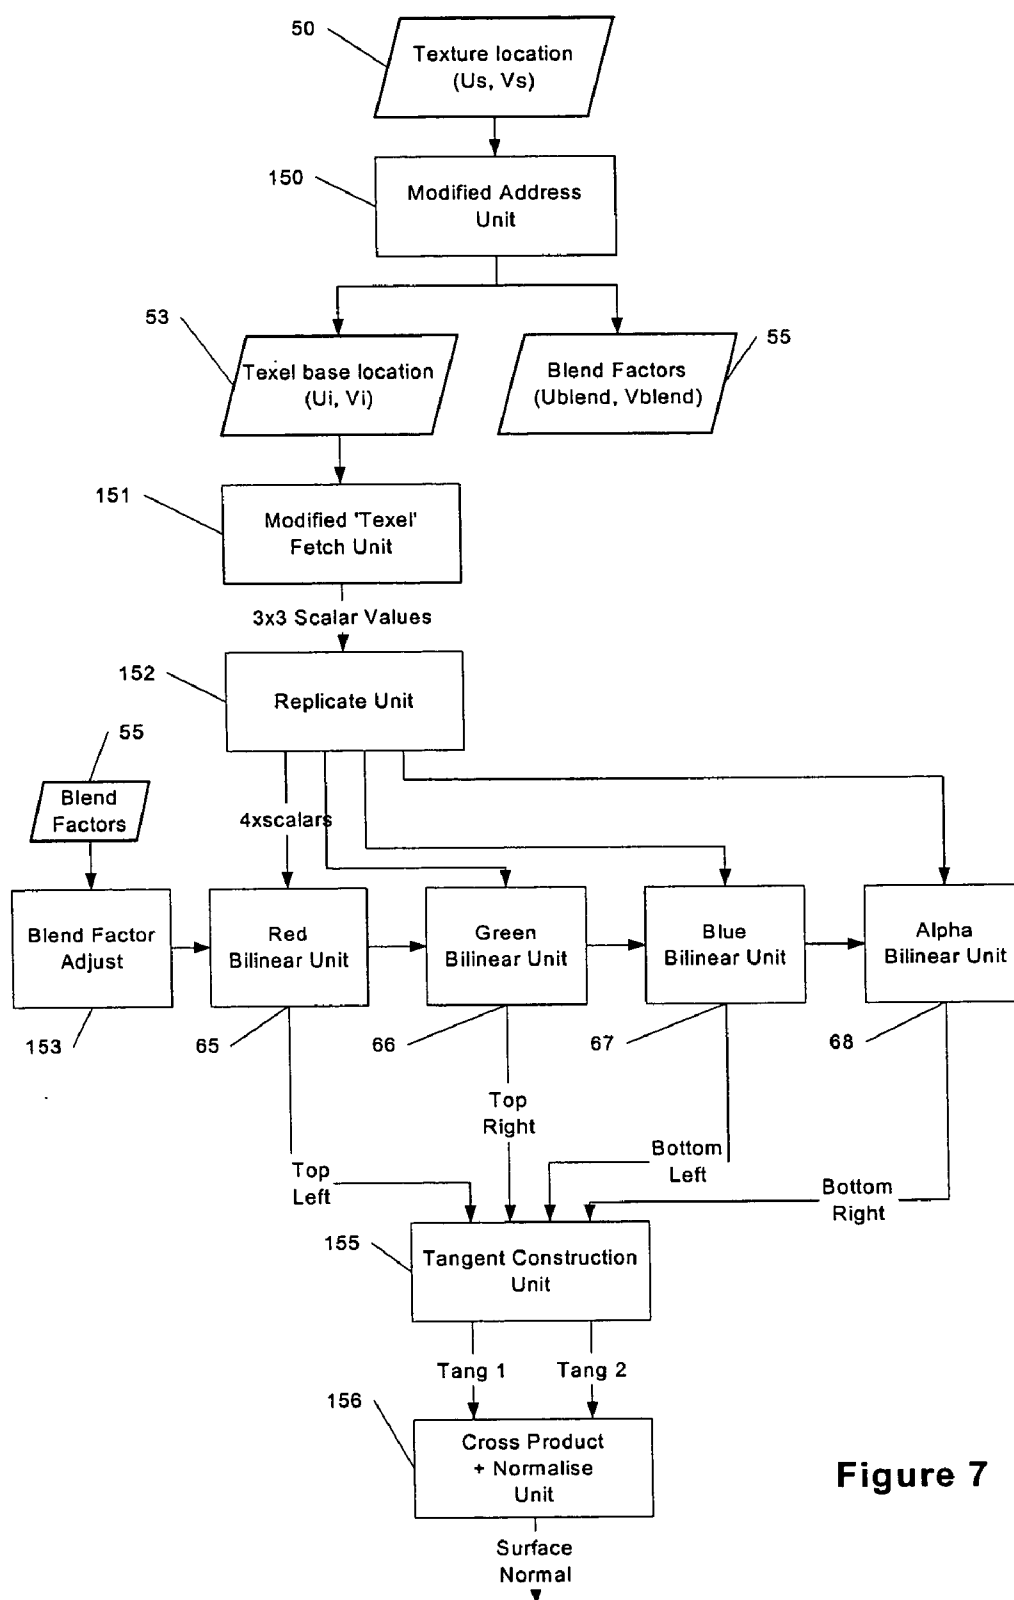 50
Texture location
(Us, Vs)
150
Modified Address
Unit
53
Texel base location
(Ui, Vi)
55
Blend Factors
(Ublend, Vblend)
151
Modified 'Texel'
Fetch Unit
3x3 Scalar Values
152
Replicate Unit
55
Blend
Factors
4xscalars
Blend Factor
Adjust
Red
Bilinear Unit
Green
Bilinear Unit
Blue
Bilinear Unit
Alpha
Bilinear Unit
153
65
66
67
68
Top
Right
Top
Left
Bottom
Left
Bottom
Right
155
Tangent Construction
Unit
Tang 1
Tang 2
156
Cross Product
+ Normalise
Unit
Figure 7
Surface
Normal